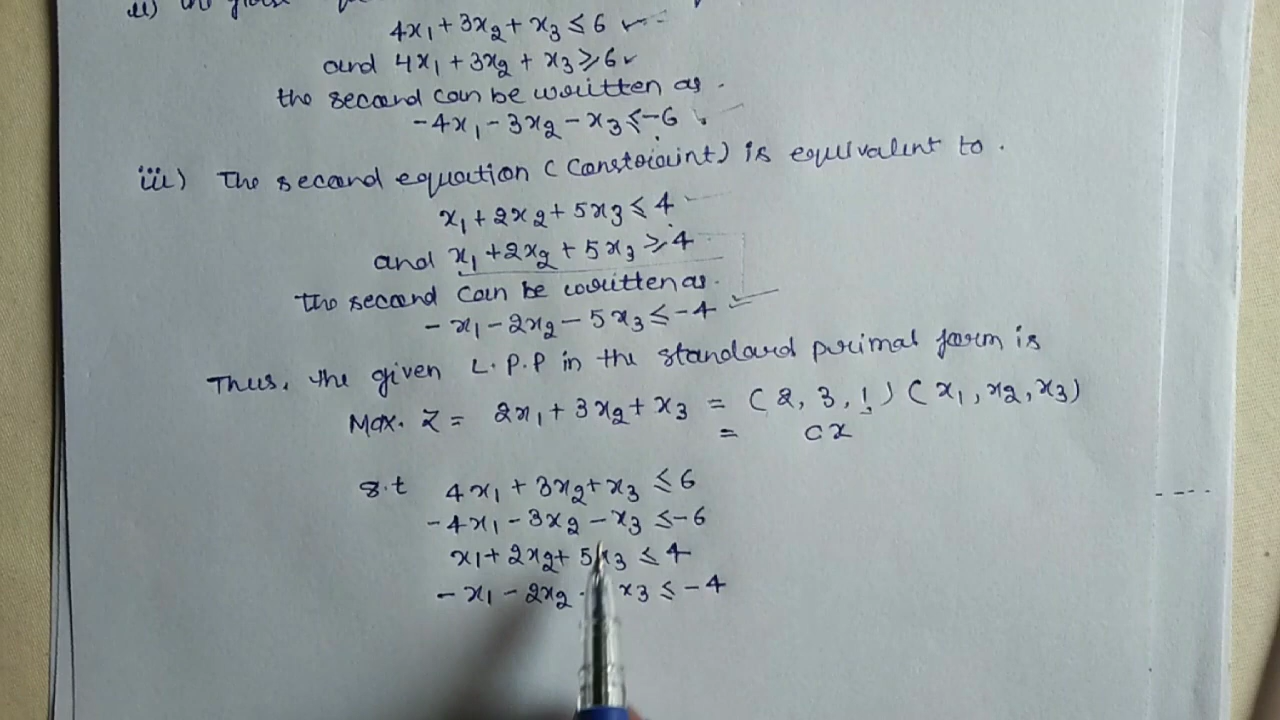 ii) the
4x₁ + 3x₂ + x₃ ≤ 6
and 4x₁ + 3x₂ + x₃ ≥ 6
the second can be written as.
-4x₁ - 3x₂ - x₃ ≤ -6
iii) The second equation (constraint) is equivalent to.
x₁ + 2x₂ + 5x₃ ≤ 4
and x₁ + 2x₂ + 5x₃ ≥ 4
the second can be written as.
- x₁ - 2x₂ - 5x₃ ≤ -4
Thus, the given L.P.P in the standard primal form is
Max. Z = 2x₁ + 3x₂ + x₃ = (2, 3, 1) (x₁, x₂, x₃)
= cx
s.t 4x₁ + 3x₂ + x₃ ≤ 6
-4x₁ - 3x₂ - x₃ ≤ -6
x₁ + 2x₂ + 5x₃ ≤ 4
- x₁ - 2x₂ - x₃ ≤ -4